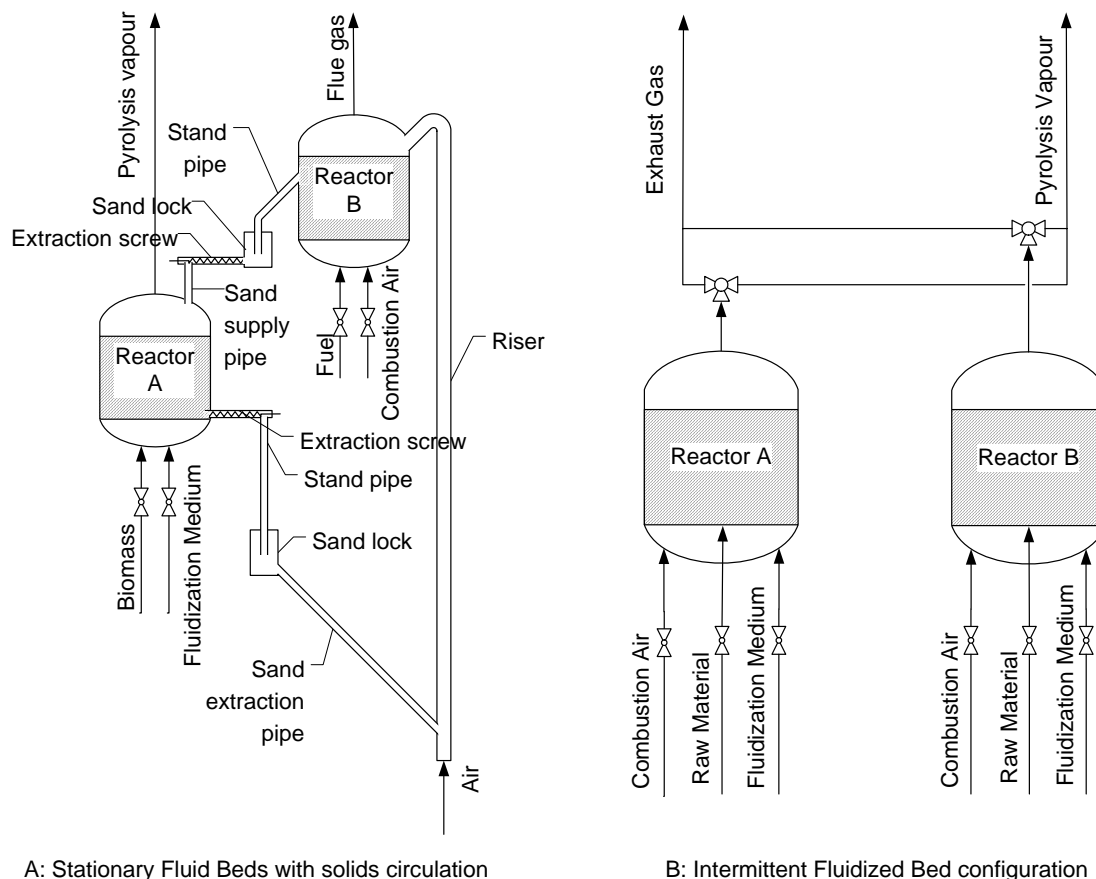 Pyrolysis vapour
Flue gas
Stand
pipe
Reactor
B
Sand lock
Extraction screw
Sand
supply
pipe
Fuel
Combustion Air
Riser
Reactor
A
Extraction screw
Stand pipe
Biomass
Fluidization Medium
Sand lock
Sand
extraction
pipe
Air
A: Stationary Fluid Beds with solids circulation
Exhaust Gas
Pyrolysis Vapour
Reactor A
Reactor B
Combustion Air
Raw Material
Fluidization Medium
Combustion Air
Raw Material
Fluidization Medium
B: Intermittent Fluidized Bed configuration